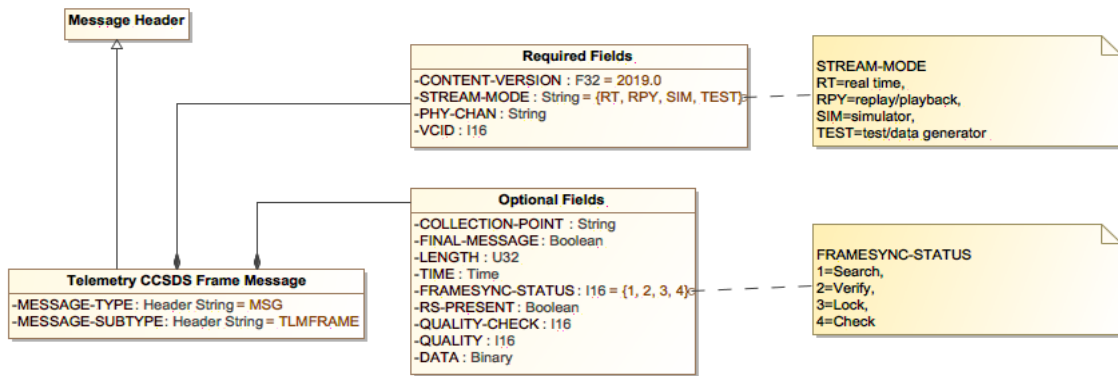 Message Header
Required Fields
-CONTENT-VERSION : F32 = 2019.0
-STREAM-MODE : String = {RT, RPY, SIM, TEST}
-PHY-CHAN : String
-VCID : I16
STREAM-MODE
RT=real time,
RPY=replay/playback,
SIM=simulator,
TEST=test/data generator
Optional Fields
-COLLECTION-POINT : String
-FINAL-MESSAGE : Boolean
-LENGTH : U32
-TIME : Time
-FRAMESYNC-STATUS : I16 = {1, 2, 3, 4}
-RS-PRESENT : Boolean
-QUALITY-CHECK : I16
-QUALITY : I16
-DATA : Binary
FRAMESYNC-STATUS
1=Search,
2=Verify,
3=Lock,
4=Check
Telemetry CCSDS Frame Message
-MESSAGE-TYPE : Header String = MSG
-MESSAGE-SUBTYPE : Header String = TLMFRAME